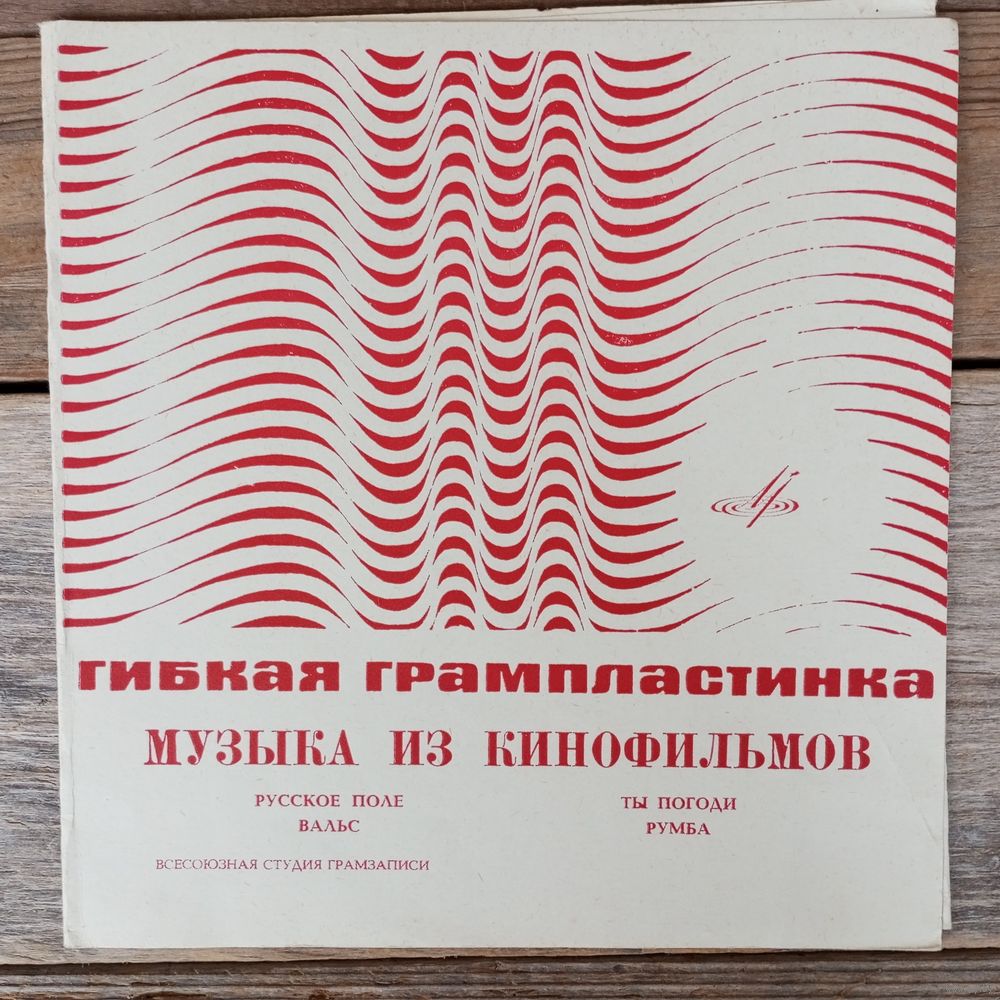 ГИБКАЯ ГРАМПЛАСТИНКА
МУЗЫКА ИЗ КИНОФИЛЬМОВ
РУССКОЕ ПОЛЕ
ВАЛЬС
ТЫ ПОГОДИ
РУМБА
ВСЕСОЮЗНАЯ СТУДИЯ ГРАМЗАПИСИ